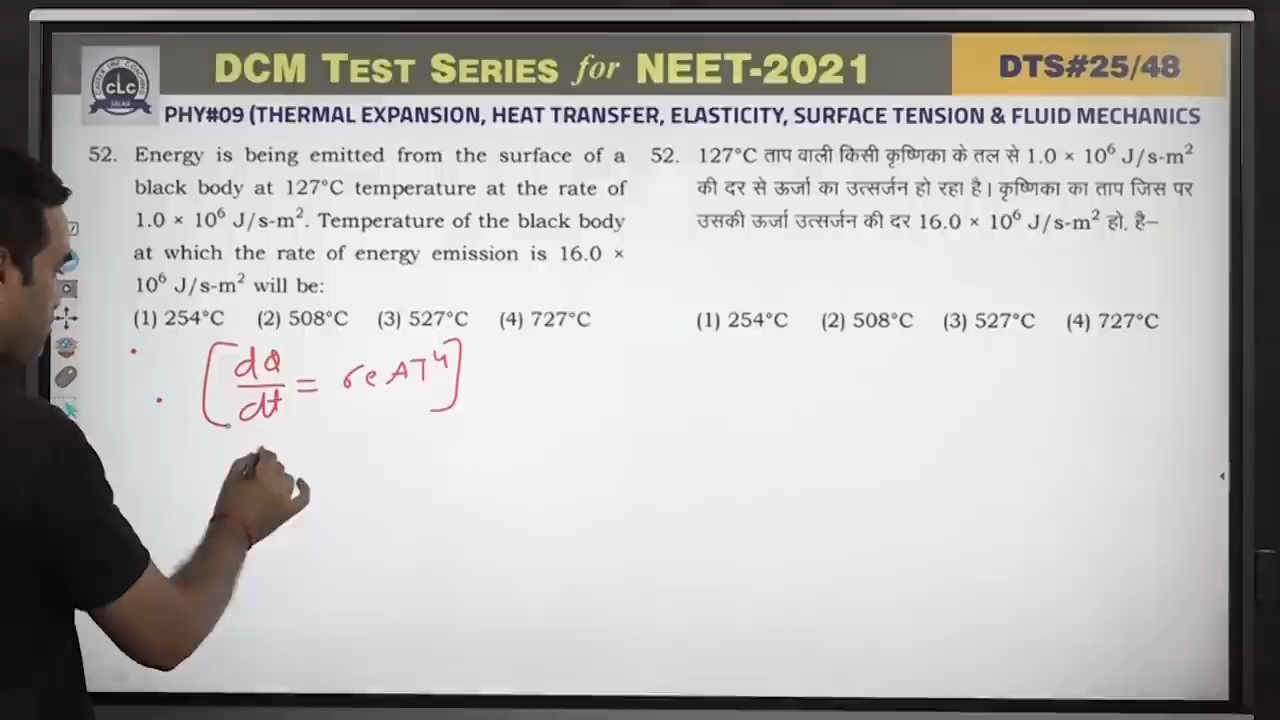 DCM TEST SERIES for NEET-2021
DTS#25/48
CLC
PHY#09 (THERMAL EXPANSION, HEAT TRANSFER, ELASTICITY, SURFACE TENSION & FLUID MECHANICS
52. Energy is being emitted from the surface of a
black body at 127°C temperature at the rate of
1.0 × 10⁶ J/s-m². Temperature of the black body
at which the rate of energy emission is 16.0 ×
10⁶ J/s-m² will be:
(1) 254°C (2) 508°C (3) 527°C (4) 727°C
52. 127°C ताप वाली किसी कृष्णिका के तल से 1.0 × 10⁶ J/s-m²
की दर से ऊर्जा का उत्सर्जन हो रहा है। कृष्णिका का ताप जिस पर
उसकी ऊर्जा उत्सर्जन की दर 16.0 × 10⁶ J/s-m² हो, है–
(1) 254°C (2) 508°C (3) 527°C (4) 727°C
[dQ/dt = σeAT⁴]